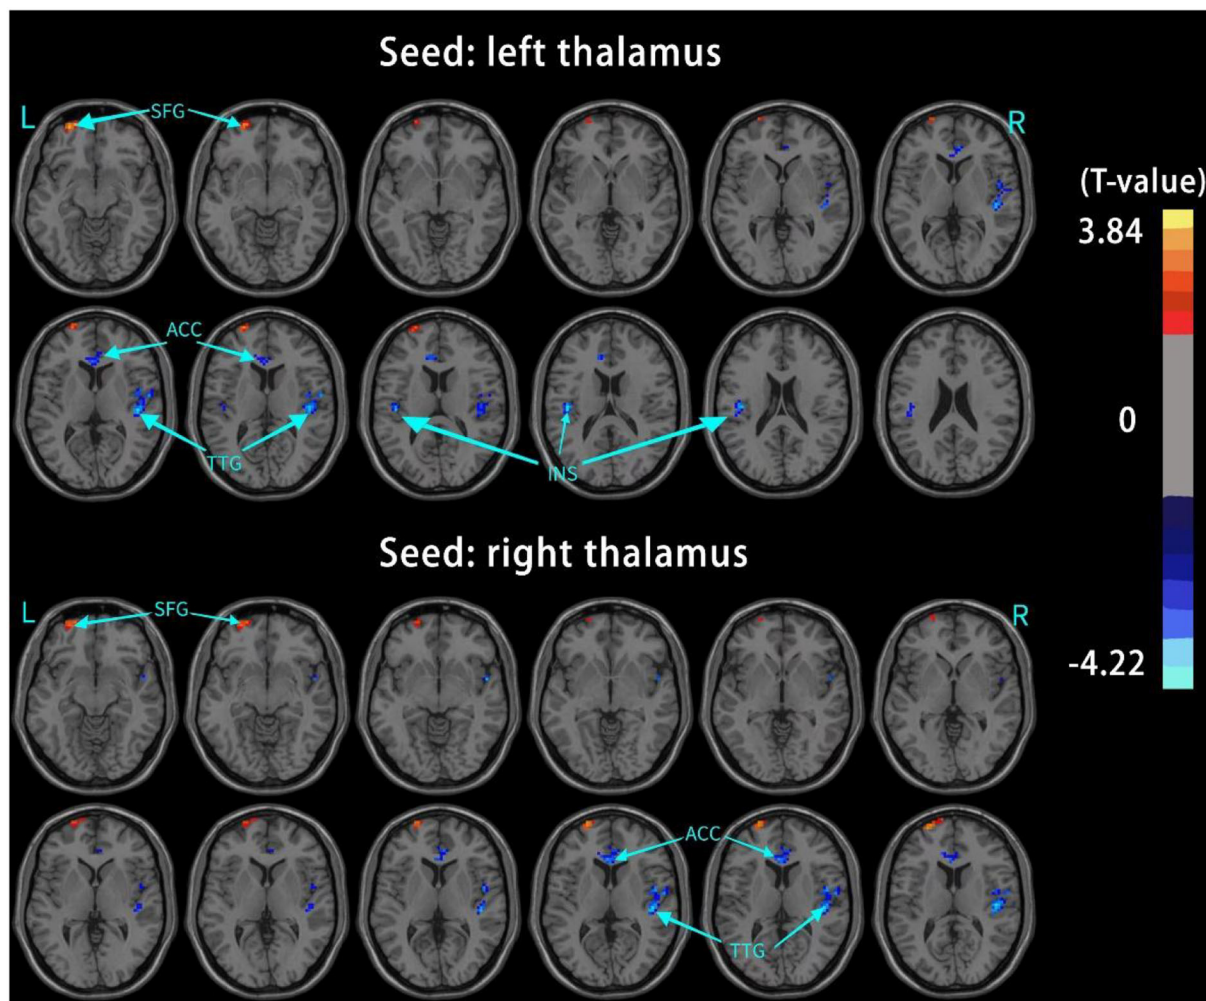 Seed: left thalamus
L
SFG
R
(T-value)
3.84
ACC
0
TTG
INS
Seed: right thalamus
L
SFG
R
-4.22
ACC
TTG